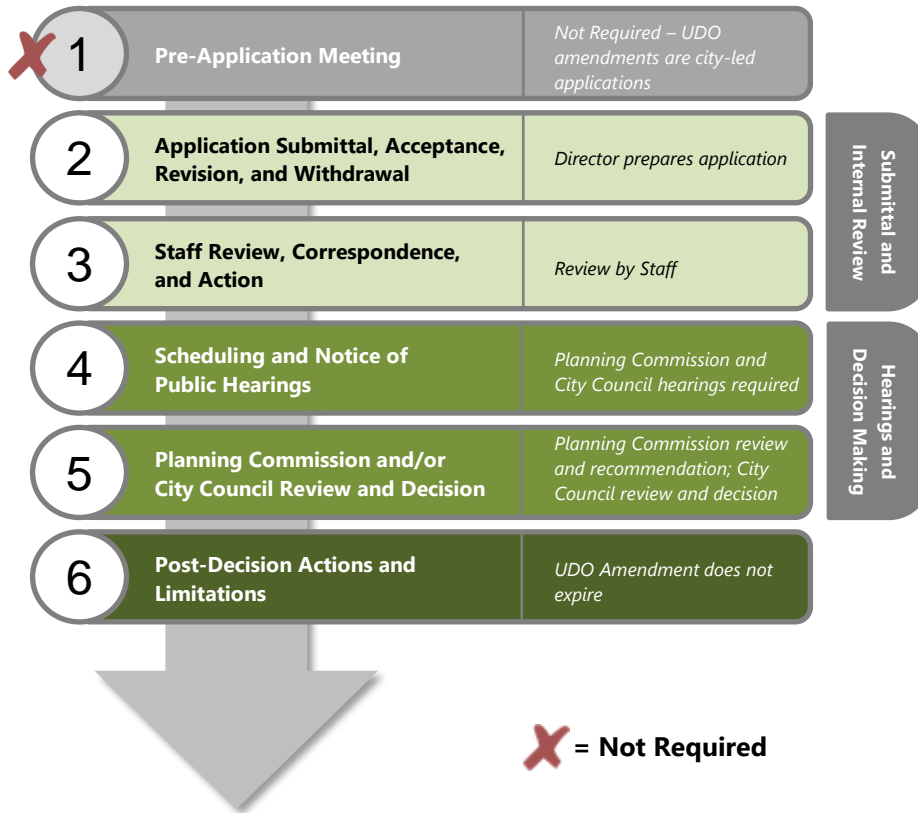 1
Pre-Application Meeting
Not Required – UDO
amendments are city-led
applications
2
Application Submittal, Acceptance,
Revision, and Withdrawal
Director prepares application
3
Staff Review, Correspondence,
and Action
Review by Staff
Submittal and
Internal Review
4
Scheduling and Notice of
Public Hearings
Planning Commission and
City Council hearings required
5
Planning Commission and/or
City Council Review and Decision
Planning Commission review
and recommendation; City
Council review and decision
Hearings and
Decision Making
6
Post-Decision Actions and
Limitations
UDO Amendment does not
expire
= Not Required